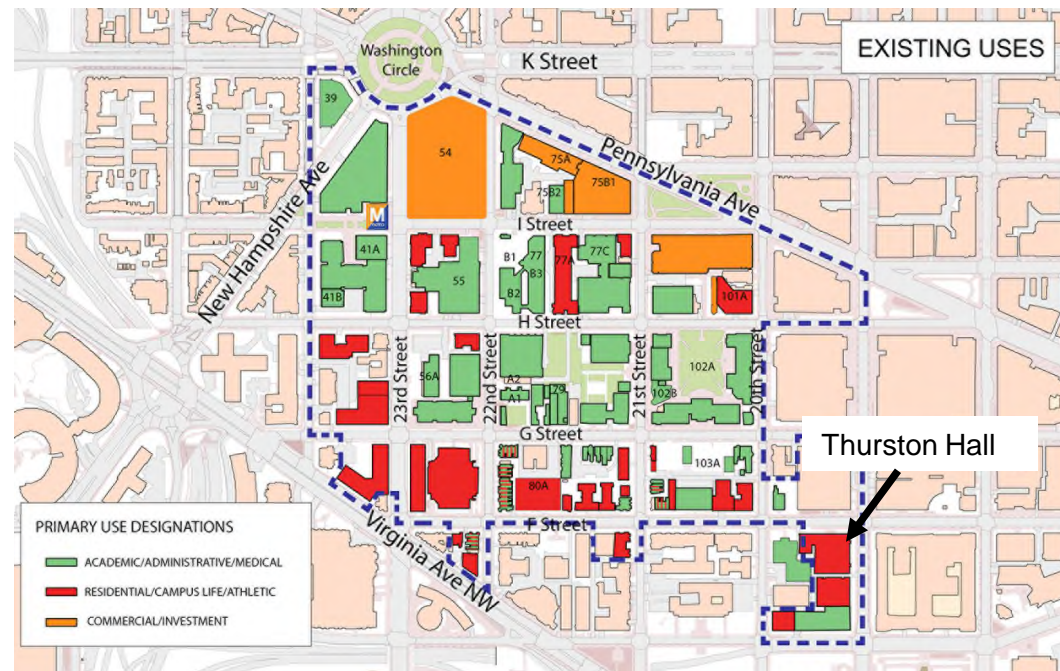 Washington
Circle
K Street
EXISTING USES
39
54
75A
75B1
75B2
Pennsylvania Ave
M
I Street
New Hampshire Ave
41A
41B
55
B1
77
B3
B2
77A
77C
101A
H Street
23rd Street
22nd Street
21st Street
20th Street
56A
A2
A1
79
102A
102B
G Street
103A
80A
F Street
Thurston Hall
Virginia Ave NW
PRIMARY USE DESIGNATIONS
ACADEMIC/ADMINISTRATIVE/MEDICAL
RESIDENTIAL/CAMPUS LIFE/ATHLETIC
COMMERCIAL/INVESTMENT